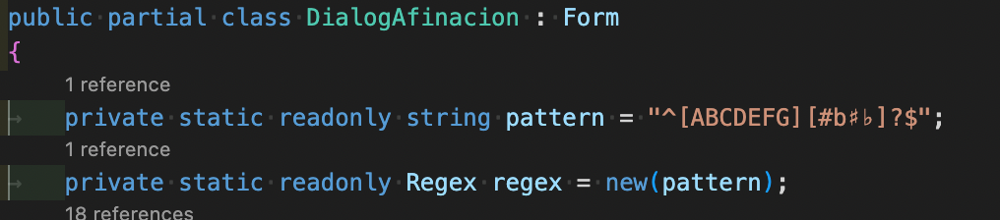 public partial class DialogAfinacion : Form
{
1 reference
private static readonly string pattern = "^[ABCDEFG][#b♯♭]?$";
1 reference
private static readonly Regex regex = new(pattern);
18 references